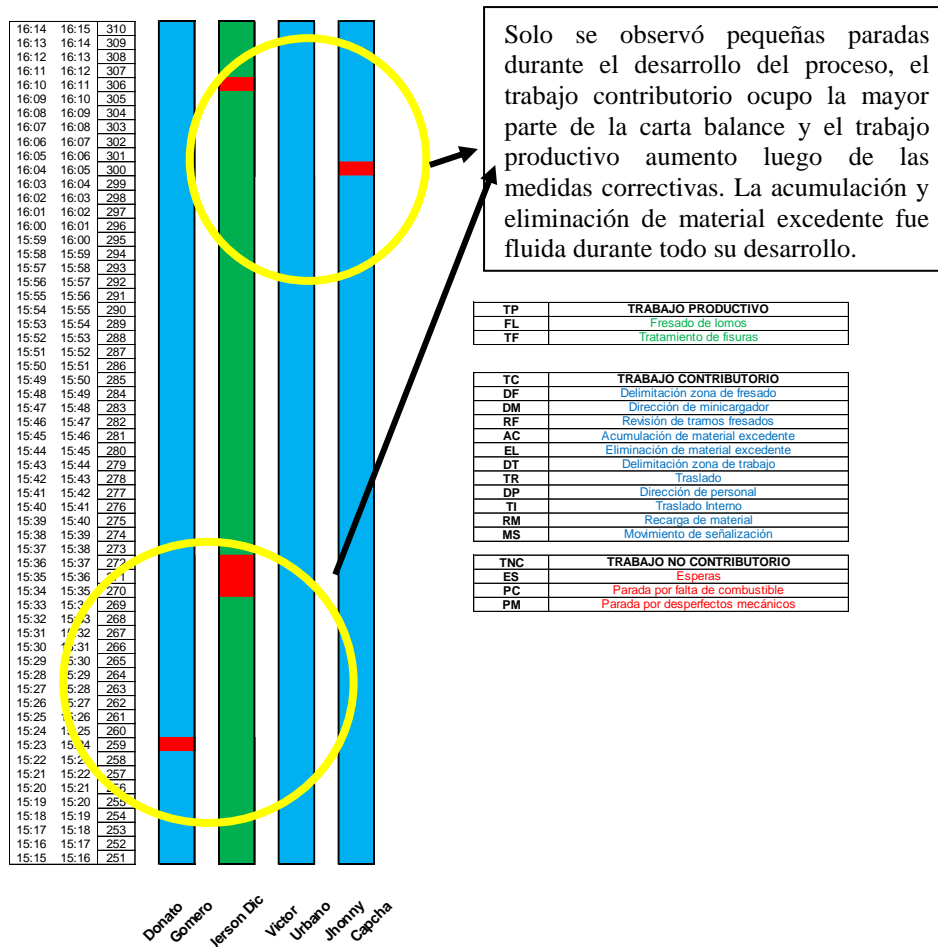 16:14 16:15 310
16:13 16:14 309
16:12 16:13 308
16:11 16:12 307
16:10 16:11 306
16:09 16:10 305
16:08 16:09 304
16:07 16:08 303
16:06 16:07 302
16:05 16:06 301
16:04 16:05 300
16:03 16:04 299
16:02 16:03 298
16:01 16:02 297
16:00 16:01 296
15:59 16:00 295
15:58 15:59 294
15:57 15:58 293
15:56 15:57 292
15:55 15:56 291
15:54 15:55 290
15:53 15:54 289
15:52 15:53 288
15:51 15:52 287
15:50 15:51 286
15:49 15:50 285
15:48 15:49 284
15:47 15:48 283
15:46 15:47 282
15:45 15:46 281
15:44 15:45 280
15:43 15:44 279
15:42 15:43 278
15:41 15:42 277
15:40 15:41 276
15:39 15:40 275
15:38 15:39 274
15:37 15:38 273
15:36 15:37 272
15:35 15:36
15:34 15:35 270
15:33 269
15:32 268
15:31 267
15:30 15:31 266
15:29 15:30 265
15:28 15:29 264
15:27 15:28 263
15:26 15:27 262
15:25 15:26 261
15:24 15:25 260
15:23 15:24 259
15:22 258
15:21 15:22 257
15:20 15:21 256
15:19 15:20 255
15:18 15:19 254
15:17 15:18 253
15:16 15:17 252
15:15 15:16 251
Donato Gomero
Jerson Dic
Victor Urbano
Jhonny Capcha
Solo se observó pequeñas paradas
durante el desarrollo del proceso, el
trabajo contributorio ocupo la mayor
parte de la carta balance y el trabajo
productivo aumento luego de las
medidas correctivas. La acumulación y
eliminación de material excedente fue
fluida durante todo su desarrollo.
TP TRABAJO PRODUCTIVO
FL Fresado de lomos
TF Tratamiento de fisuras
TC TRABAJO CONTRIBUTORIO
DF Delimitación zona de fresado
DM Dirección de minicargador
RF Revisión de tramos fresados
AC Acumulación de material excedente
EL Eliminación de material excedente
DT Delimitación zona de trabajo
TR Traslado
DP Dirección de personal
TI Traslado Interno
RM Recarga de material
MS Movimiento de señalización
TNC TRABAJO NO CONTRIBUTORIO
ES Esperas
PC Parada por falta de combustible
PM Parada por desperfectos mecánicos